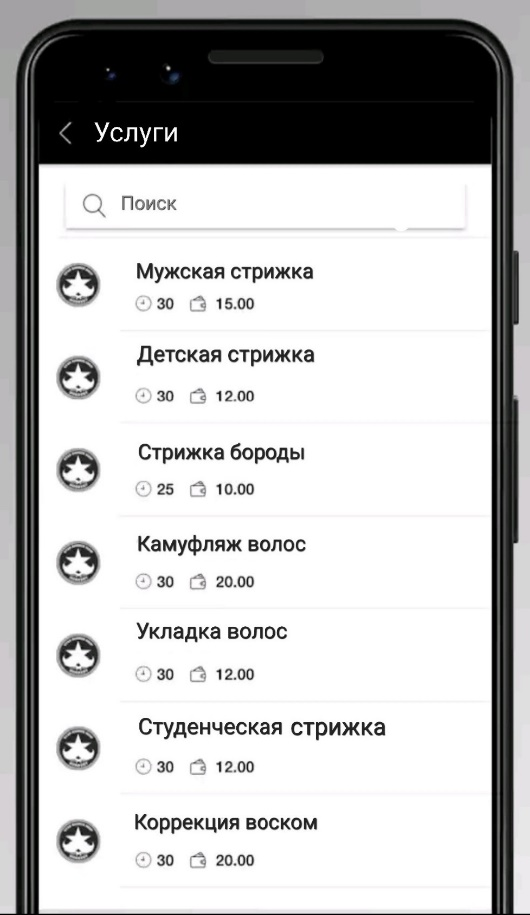 Услуги
Поиск
Мужская стрижка
30 15.00
Детская стрижка
30 12.00
Стрижка бороды
25 10.00
Камуфляж волос
30 20.00
Укладка волос
30 12.00
Студенческая стрижка
30 12.00
Коррекция воском
30 20.00